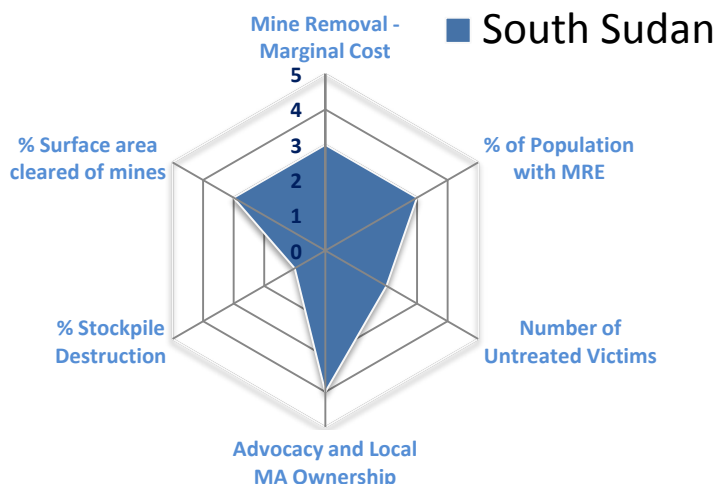 Mine Removal -
Marginal Cost
South Sudan
5
4
3
2
1
0
% Surface area
cleared of mines
% of Population
with MRE
% Stockpile
Destruction
Number of
Untreated Victims
Advocacy and Local
MA Ownership